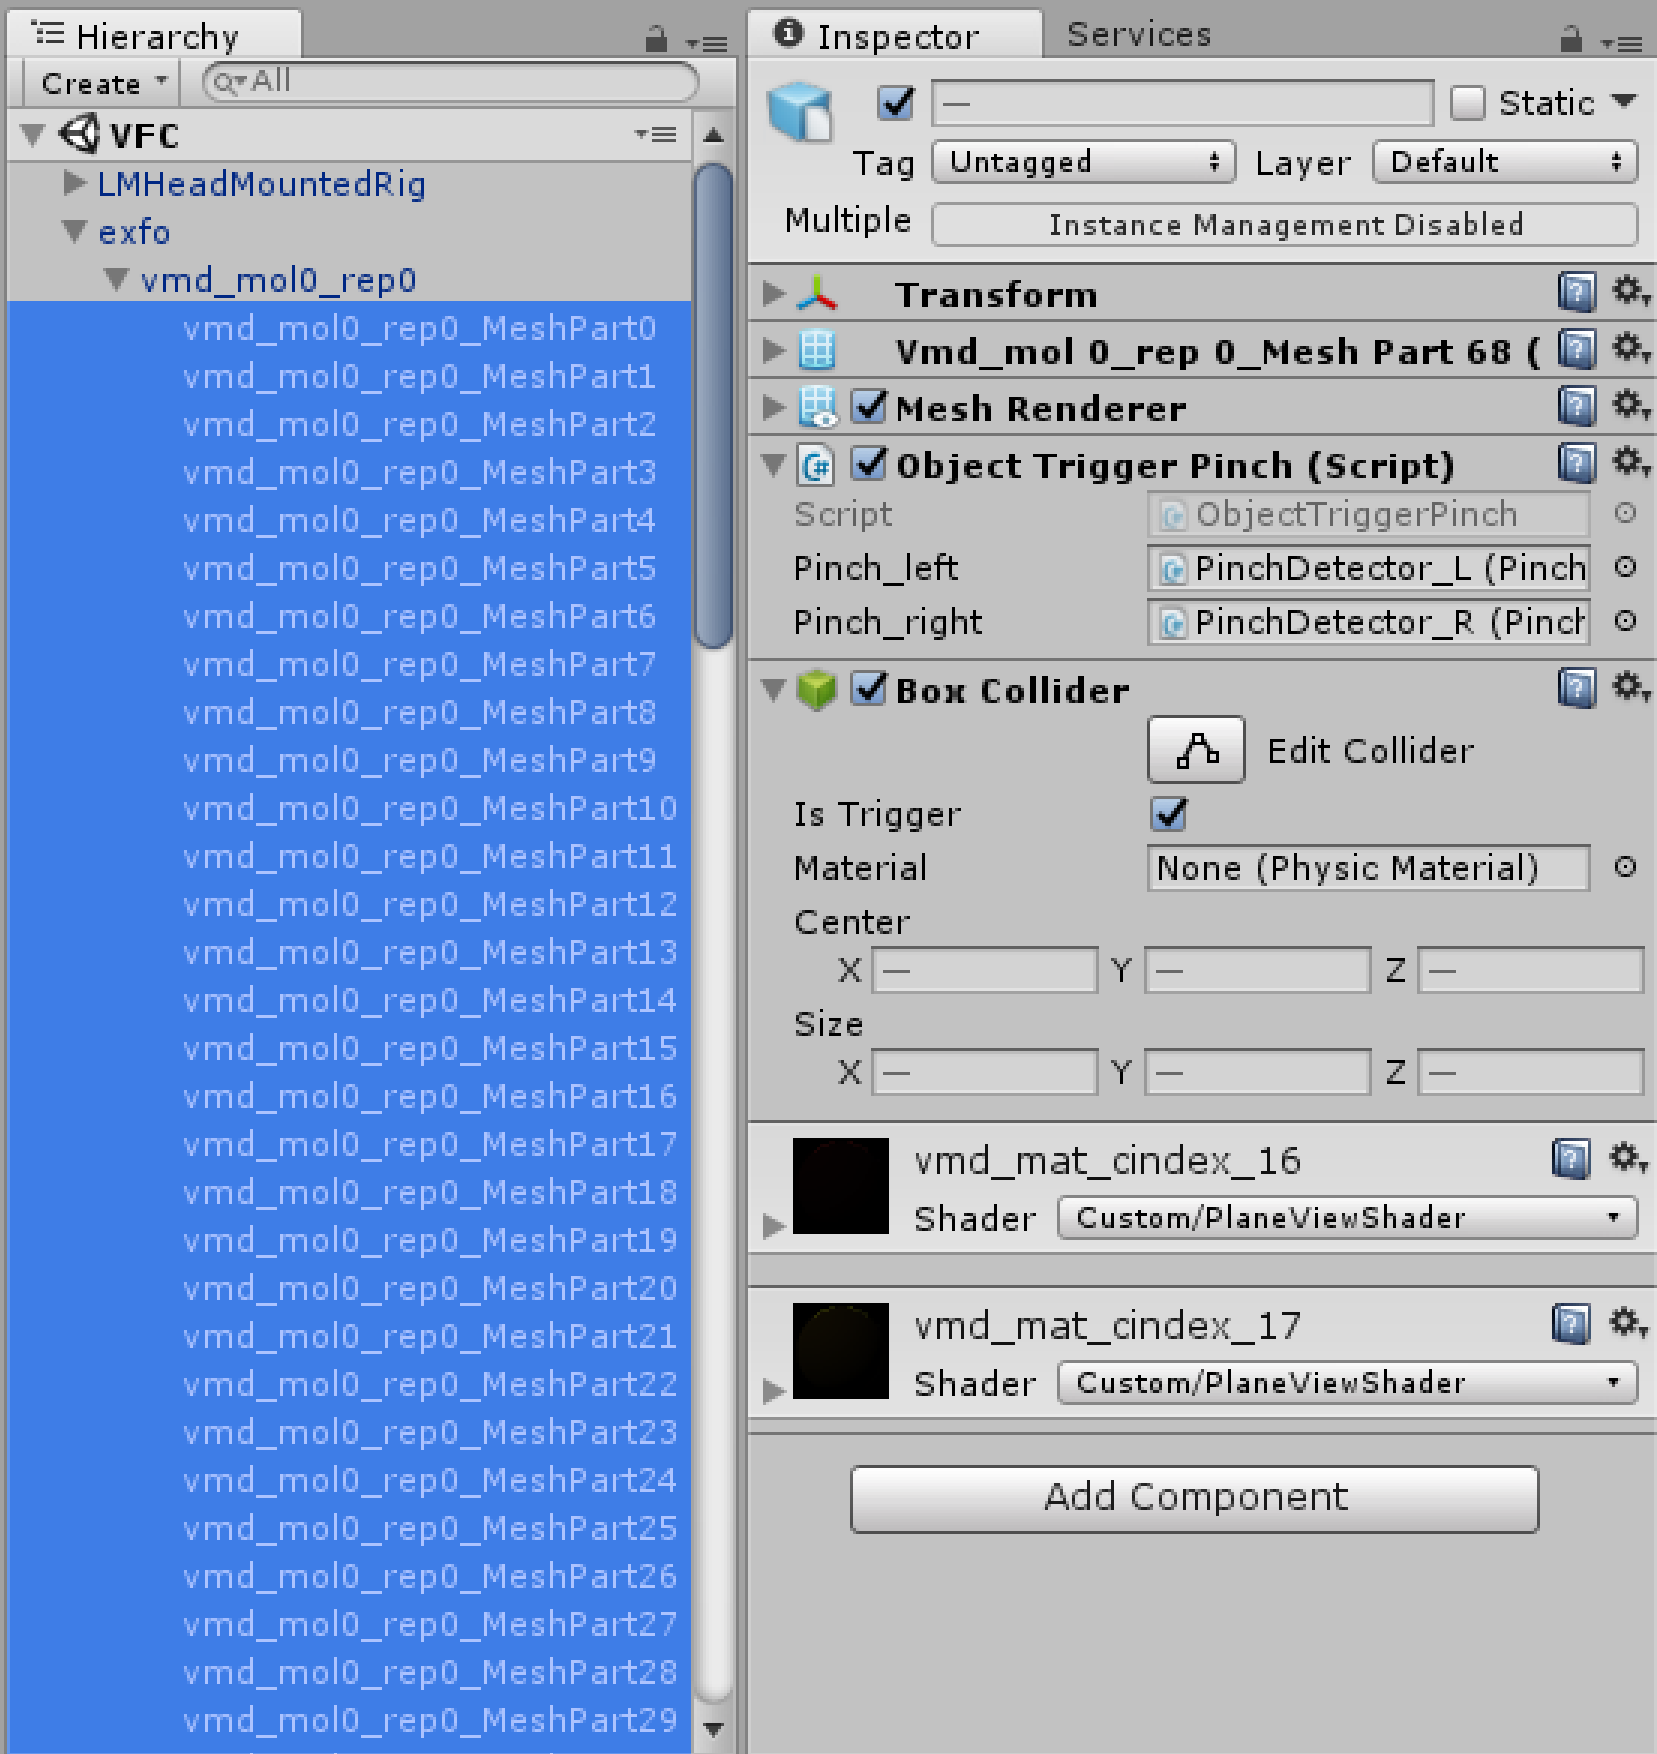 Hierarchy
Create
All
VFC
LMHeadMountedRig
exfo
vmd_mol0_rep0
vmd_mol0_rep0_MeshPart0
vmd_mol0_rep0_MeshPart1
vmd_mol0_rep0_MeshPart2
vmd_mol0_rep0_MeshPart3
vmd_mol0_rep0_MeshPart4
vmd_mol0_rep0_MeshPart5
vmd_mol0_rep0_MeshPart6
vmd_mol0_rep0_MeshPart7
vmd_mol0_rep0_MeshPart8
vmd_mol0_rep0_MeshPart9
vmd_mol0_rep0_MeshPart10
vmd_mol0_rep0_MeshPart11
vmd_mol0_rep0_MeshPart12
vmd_mol0_rep0_MeshPart13
vmd_mol0_rep0_MeshPart14
vmd_mol0_rep0_MeshPart15
vmd_mol0_rep0_MeshPart16
vmd_mol0_rep0_MeshPart17
vmd_mol0_rep0_MeshPart18
vmd_mol0_rep0_MeshPart19
vmd_mol0_rep0_MeshPart20
vmd_mol0_rep0_MeshPart21
vmd_mol0_rep0_MeshPart22
vmd_mol0_rep0_MeshPart23
vmd_mol0_rep0_MeshPart24
vmd_mol0_rep0_MeshPart25
vmd_mol0_rep0_MeshPart26
vmd_mol0_rep0_MeshPart27
vmd_mol0_rep0_MeshPart28
vmd_mol0_rep0_MeshPart29
Inspector Services
— Static
Tag Untagged Layer Default
Multiple Instance Management Disabled
Transform
Vmd_mol 0_rep 0_Mesh Part 68 (
Mesh Renderer
Object Trigger Pinch (Script)
Script ObjectTriggerPinch
Pinch_left PinchDetector_L (Pinch
Pinch_right PinchDetector_R (Pinch
Box Collider
Edit Collider
Is Trigger
Material None (Physic Material)
Center
X — Y — Z —
Size
X — Y — Z —
vmd_mat_cindex_16
Shader Custom/PlaneViewShader
vmd_mat_cindex_17
Shader Custom/PlaneViewShader
Add Component